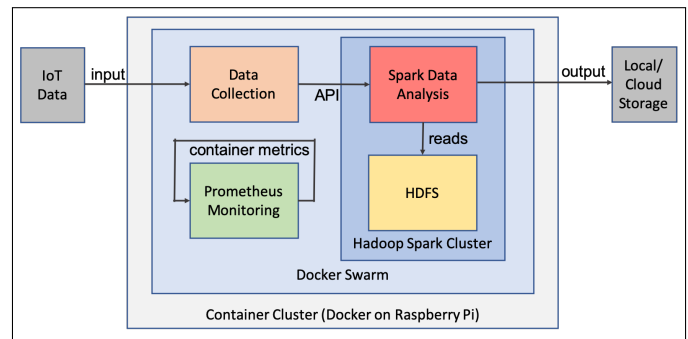 IoT
Data
input
Data
Collection
API
Spark Data
Analysis
output
Local/
Cloud
Storage
reads
container metrics
Prometheus
Monitoring
HDFS
Hadoop Spark Cluster
Docker Swarm
Container Cluster (Docker on Raspberry Pi)